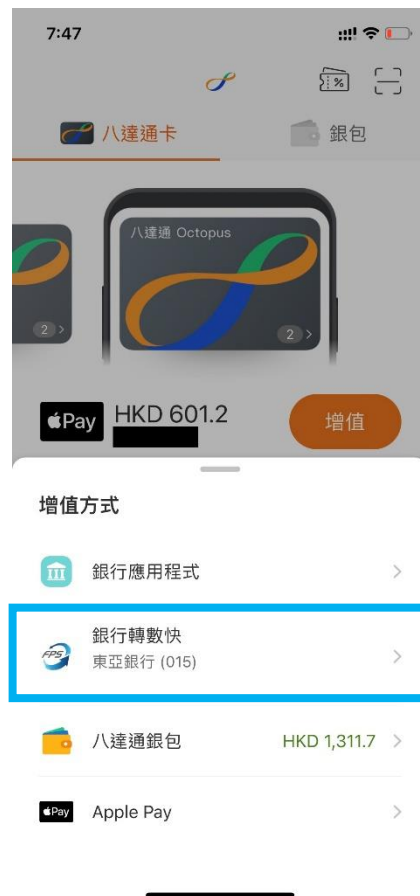 7:47
八達通卡
銀包
八達通 Octopus
2 >
2 >
Pay HKD 601.2
增值
增值方式
銀行應用程式
FPS
銀行轉數快
東亞銀行 (015)
八達通銀包 HKD 1,311.7
Pay
Apple Pay